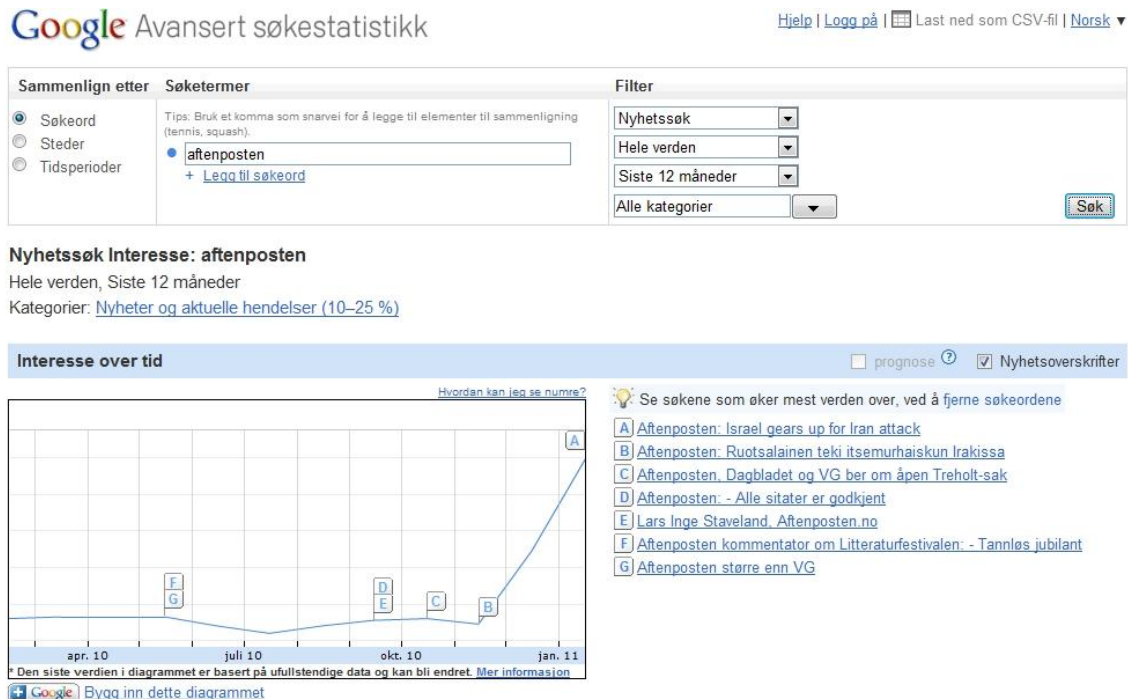 Google Avansert søkestatistikk
Hjelp | Logg på | Last ned som CSV-fil | Norsk ▼
Sammenlign etter
Søkeord
Steder
Tidsperioder
Søketermer
Tips: Bruk et komma som snarvei for å legge til elementer til sammenligning
(tennis, squash).
aftenposten
+ Legg til søkeord
Filter
Nyhetssøk
Hele verden
Siste 12 måneder
Alle kategorier
Søk
Nyhetssøk Interesse: aftenposten
Hele verden, Siste 12 måneder
Kategorier: Nyheter og aktuelle hendelser (10–25 %)
Interesse over tid
prognose ?
Nyhetsoverskrifter
Hvordan kan jeg se numre?
A
F
G
D
E
C
B
apr. 10 juli 10 okt. 10 jan. 11
* Den siste verdien i diagrammet er basert på ufullstendige data og kan bli endret. Mer informasjon
+ Google Bygg inn dette diagrammet
Se søkene som øker mest verden over, ved å fjerne søkeordene
A Aftenposten: Israel gears up for Iran attack
B Aftenposten: Ruotsalainen teki itsemurhaiskun Irakissa
C Aftenposten, Dagbladet og VG ber om åpen Treholt-sak
D Aftenposten: - Alle sitater er godkjent
E Lars Inge Staveland, Aftenposten.no
F Aftenposten kommentator om Litteraturfestivalen: - Tannløs jubilant
G Aftenposten større enn VG